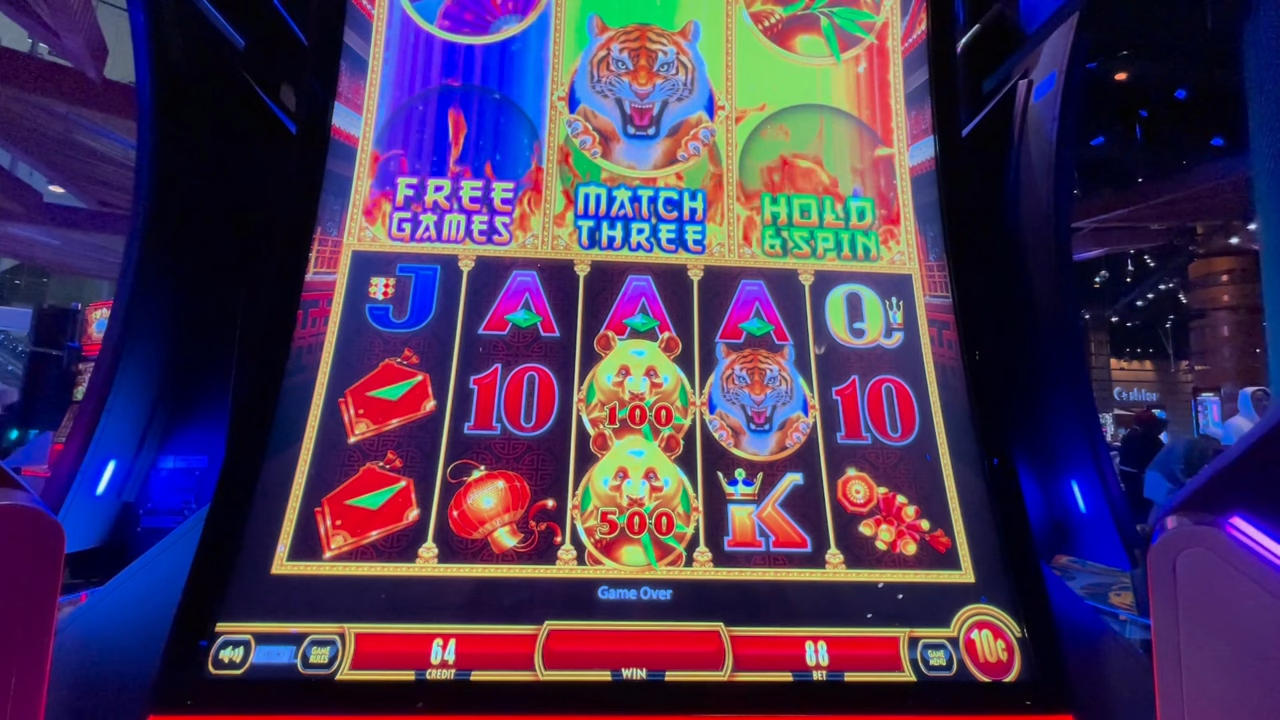 FREE
GAMES
MATCH
THREE
HOLD
& SPIN
J
A
A
A
Q
10
100
10
500
K
Game Over
GAME
RULES
64
CREDIT
WIN
88
BET
GAME
MENU
10¢
Cashier